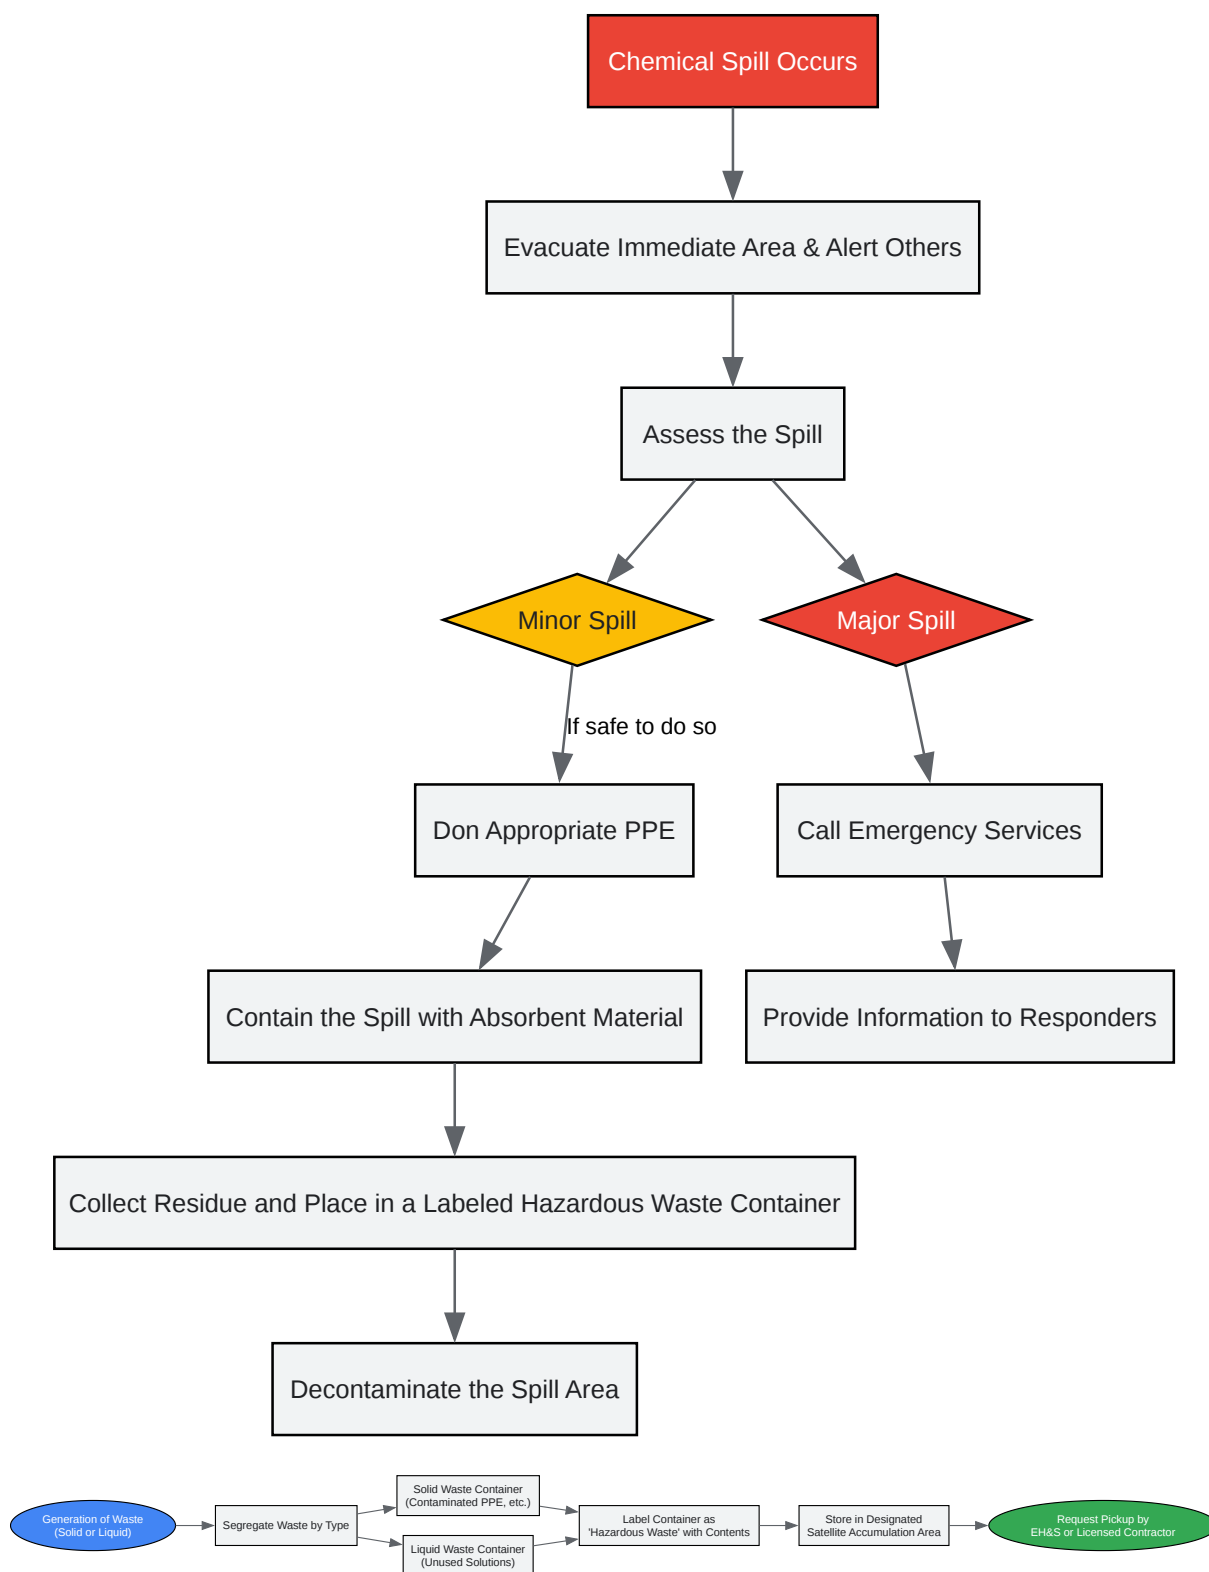 Chemical Spill Occurs
Evacuate Immediate Area & Alert Others
Assess the Spill
Minor Spill
Major Spill
If safe to do so
Don Appropriate PPE
Call Emergency Services
Contain the Spill with Absorbent Material
Provide Information to Responders
Collect Residue and Place in a Labeled Hazardous Waste Container
Decontaminate the Spill Area
Generation of Waste
(Solid or Liquid)
Segregate Waste by Type
Solid Waste Container
(Contaminated PPE, etc.)
Liquid Waste Container
(Unused Solutions)
Label Container as
'Hazardous Waste' with Contents
Store in Designated
Satellite Accumulation Area
Request Pickup by
EH&S or Licensed Contractor